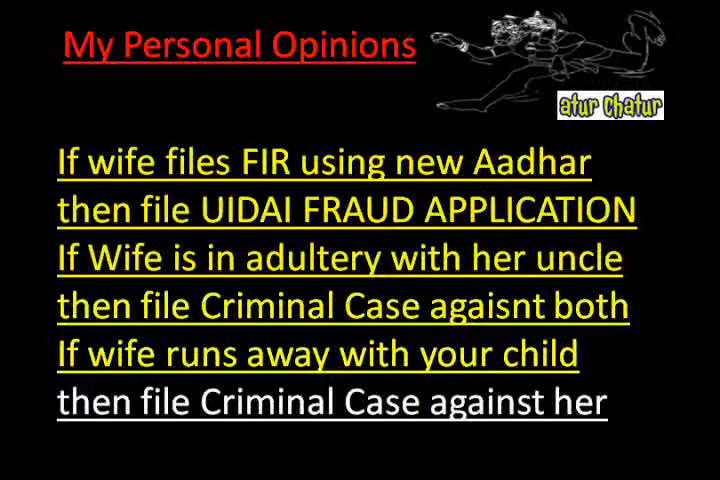 My Personal Opinions
atur chatur
If wife files FIR using new Aadhar
then file UIDAI FRAUD APPLICATION
If Wife is in adultery with her uncle
then file Criminal Case agaisnt both
If wife runs away with your child
then file Criminal Case against her